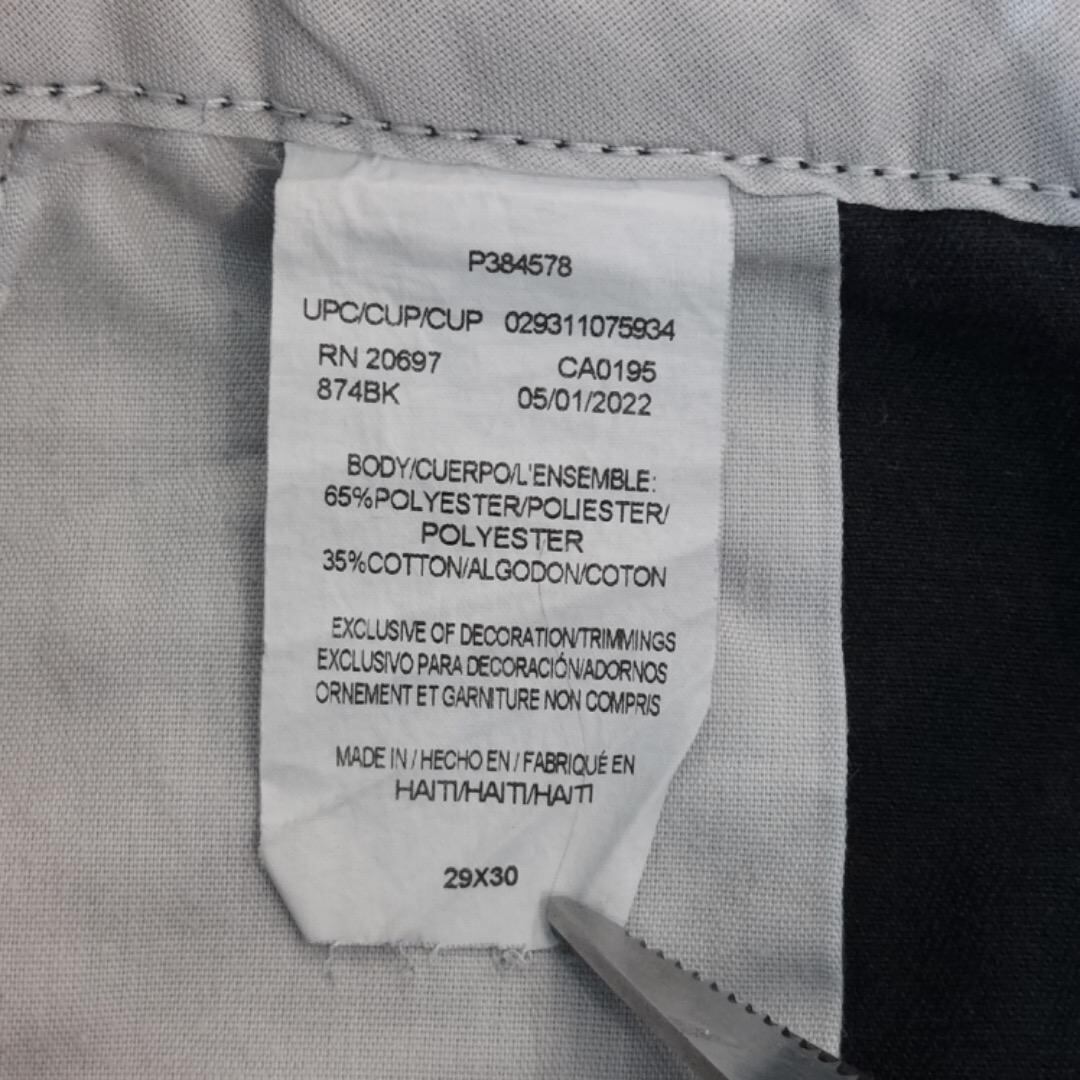 P384578
UPC/CUP/CUP 029311075934
RN 20697 CA0195
874BK 05/01/2022
BODY/CUERPO/L'ENSEMBLE:
65%POLYESTER/POLIESTER/
POLYESTER
35%COTTON/ALGODON/COTON
EXCLUSIVE OF DECORATION/TRIMMINGS
EXCLUSIVO PARA DECORACIÓN/ADORNOS
ORNEMENT ET GARNITURE NON COMPRIS
MADE IN / HECHO EN / FABRIQUÉ EN
HAITI/HAITI/HAITI
29X30